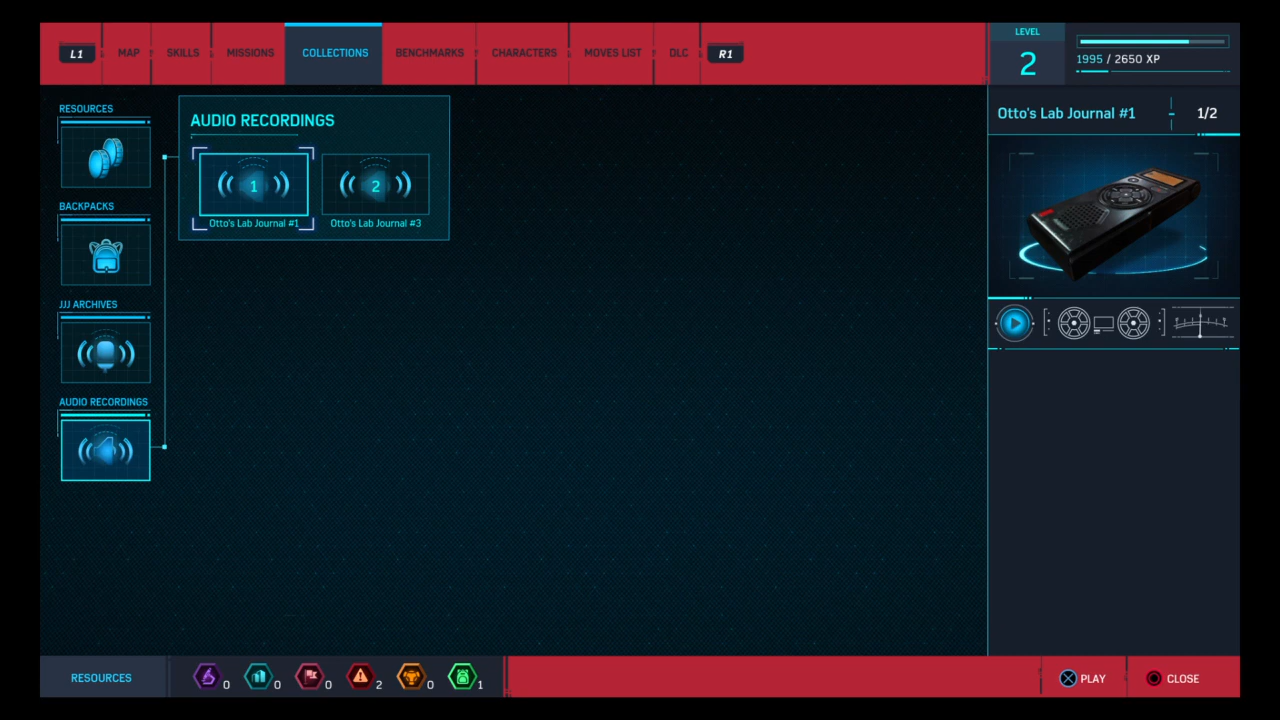 L1
MAP
SKILLS
MISSIONS
COLLECTIONS
BENCHMARKS
CHARACTERS
MOVES LIST
DLC
R1
LEVEL
2
1995 / 2650 XP
RESOURCES
BACKPACKS
JJJ ARCHIVES
AUDIO RECORDINGS
AUDIO RECORDINGS
1
Otto's Lab Journal #1
2
Otto's Lab Journal #3
Otto's Lab Journal #1
1/2
RESOURCES
0
0
0
2
0
1
PLAY
CLOSE